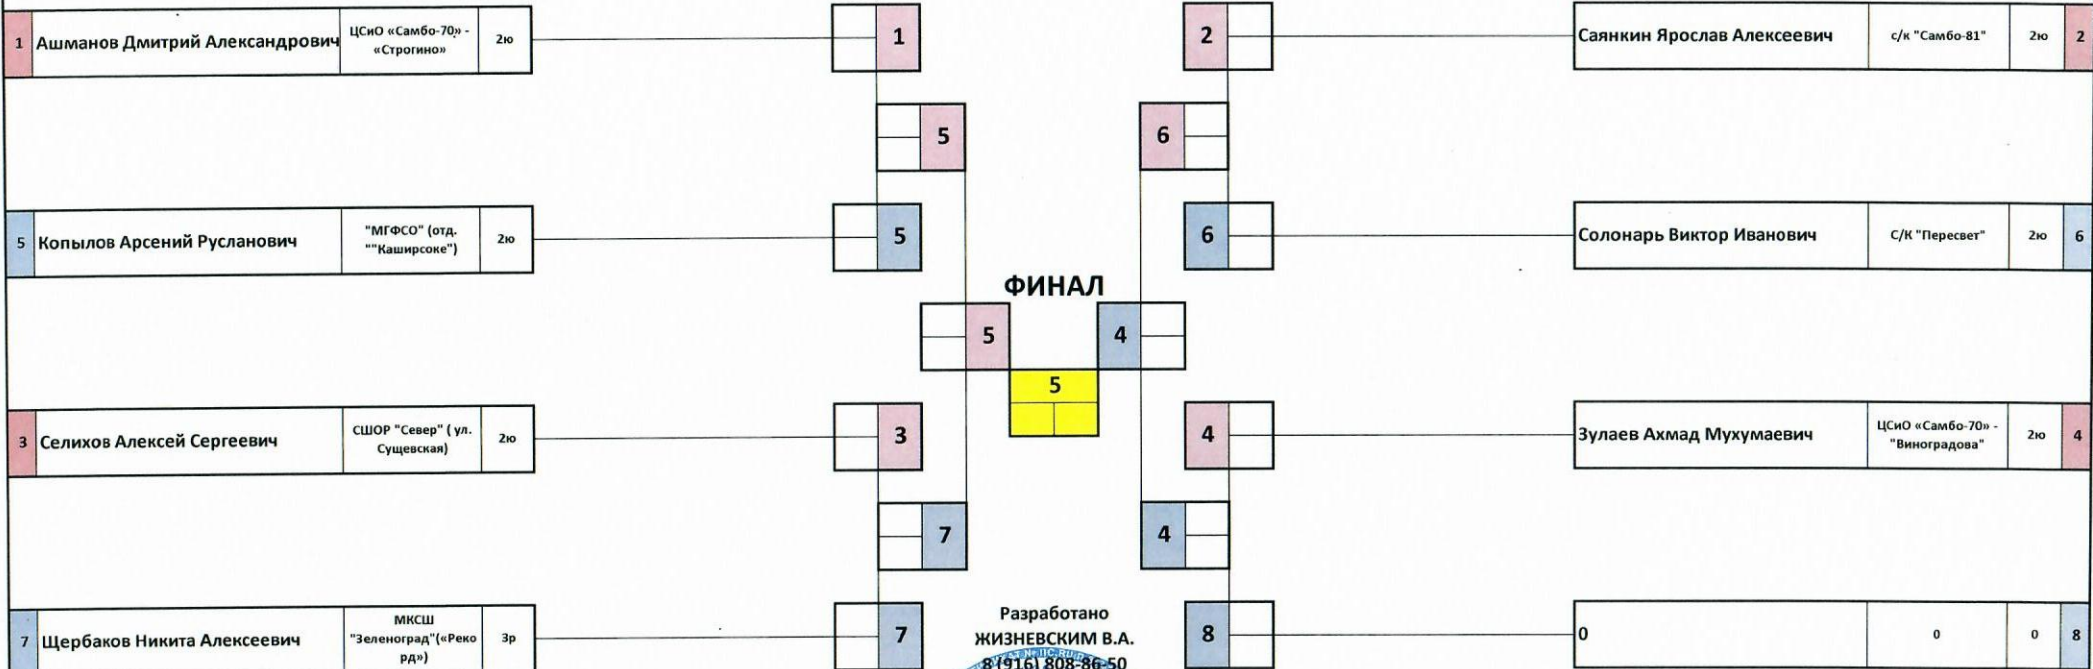 1 Ашманов Дмитрий Александрович ЦСиО «Самбо-70» - «Строгино» 2ю 1
2 Саянкин Ярослав Алексеевич с/к "Самбо-81" 2ю 2
5
6
5 Копылов Арсений Русланович "МГФСО" (отд. ""Каширсоке") 2ю 5
6 Солонарь Виктор Иванович С/К "Пересвет" 2ю 6
ФИНАЛ
5 4
5
3 Селихов Алексей Сергеевич СШОР "Север" ( ул. Сущевская) 2ю 3
4 Зулаев Ахмад Мухумаевич ЦСиО «Самбо-70» - "Виноградова" 2ю 4
7
4
7 Щербаков Никита Алексеевич МКСШ "Зеленоград"(«Реко рд») 3р 7
Разработано
ЖИЗНЕВСКИМ В.А.
8 (916) 808-86-50
8 0 0 0 8